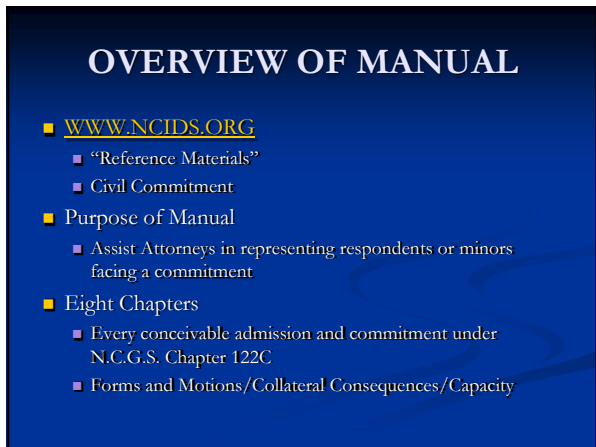 OVERVIEW OF MANUAL
WWW.NCIDS.ORG
“Reference Materials”
Civil Commitment
Purpose of Manual
Assist Attorneys in representing respondents or minors
facing a commitment
Eight Chapters
Every conceivable admission and commitment under
N.C.G.S. Chapter 122C
Forms and Motions/Collateral Consequences/Capacity